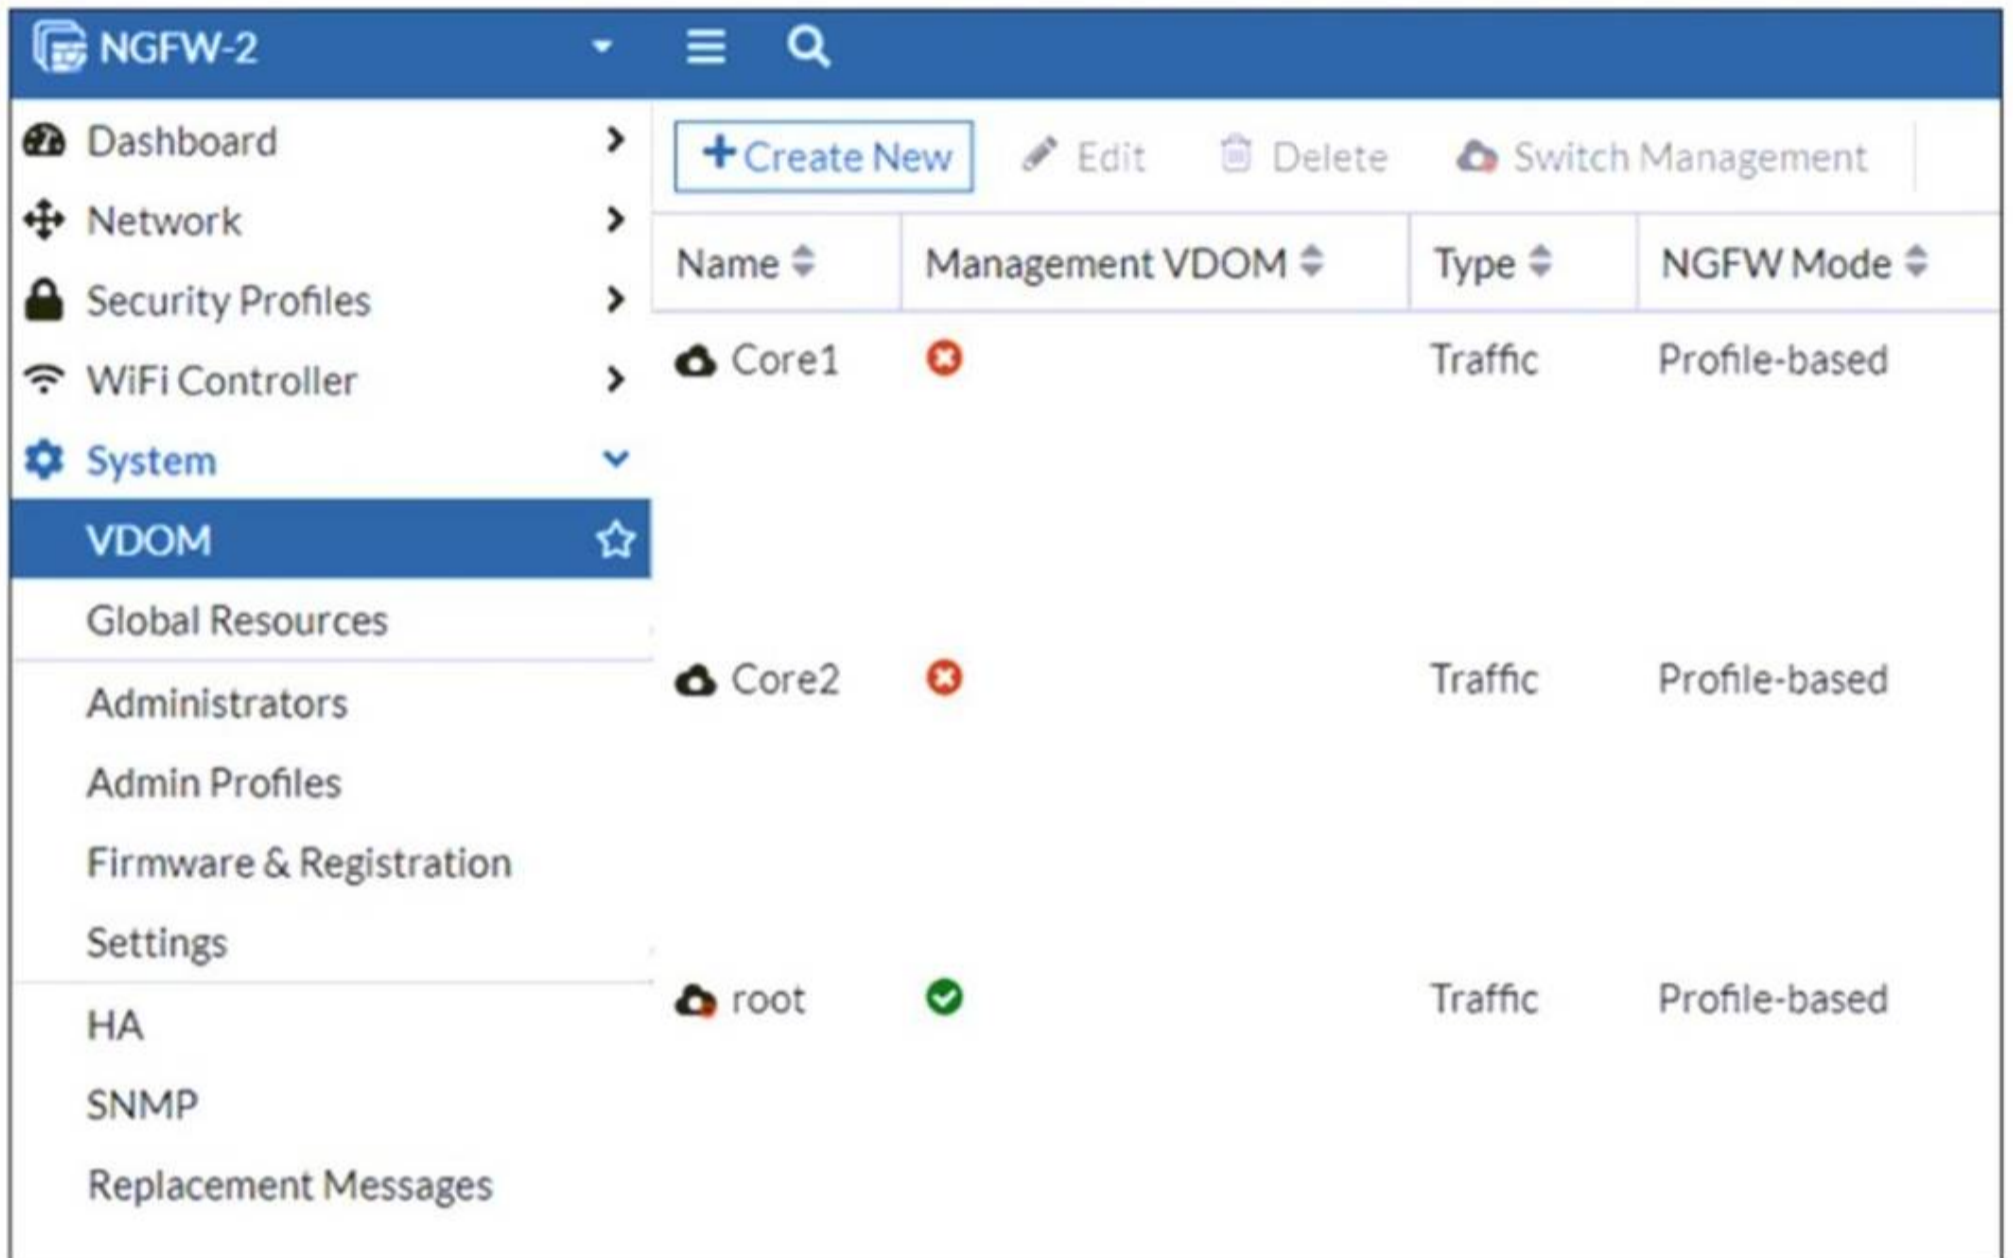 NGFW-2
Dashboard
Network
Security Profiles
WiFi Controller
System
VDOM
Global Resources
Administrators
Admin Profiles
Firmware & Registration
Settings
HA
SNMP
Replacement Messages
+Create New Edit Delete Switch Management
Name Management VDOM Type NGFW Mode
Core1 Traffic Profile-based
Core2 Traffic Profile-based
root Traffic Profile-based